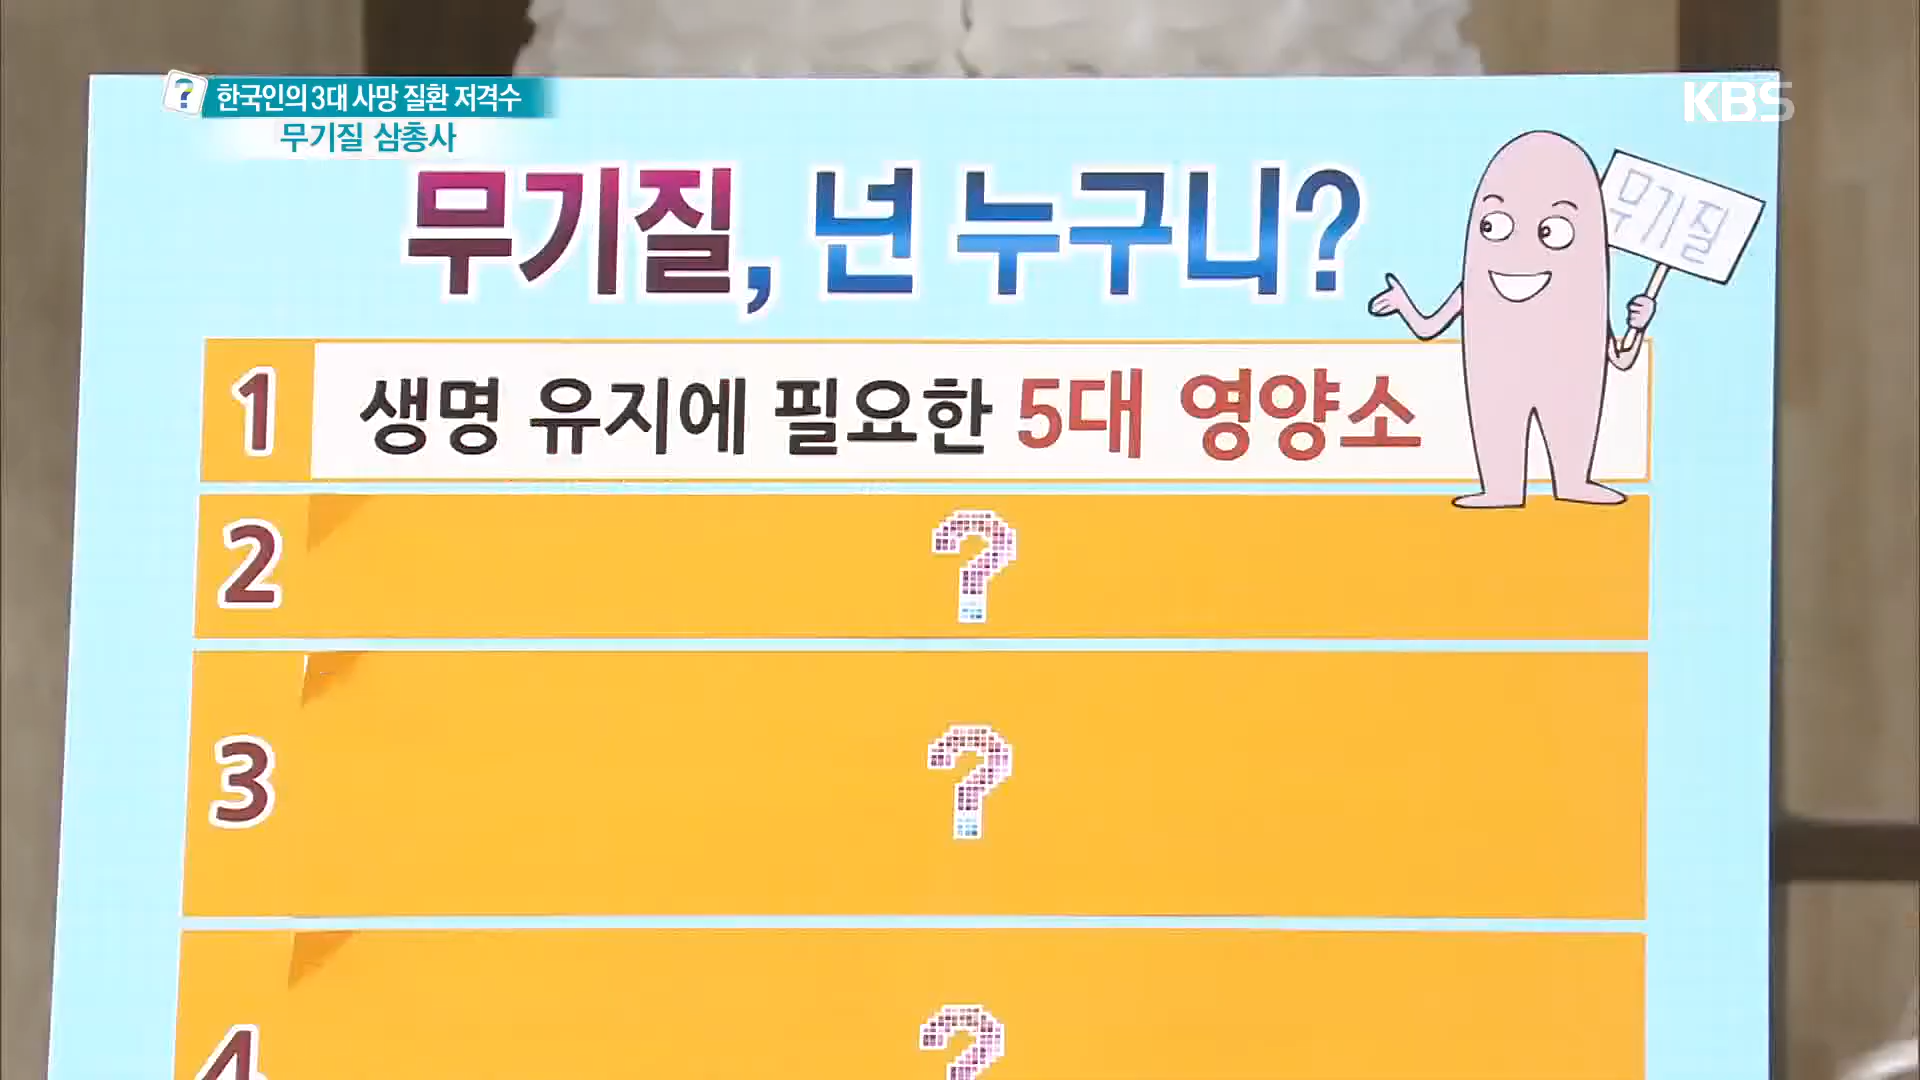 한국인의 3대 사망 질환 저격수
무기질 삼총사
KBS
무기질, 넌 누구니?
무기질
1 생명 유지에 필요한 5대 영양소
2 ?
3 ?
4 ?